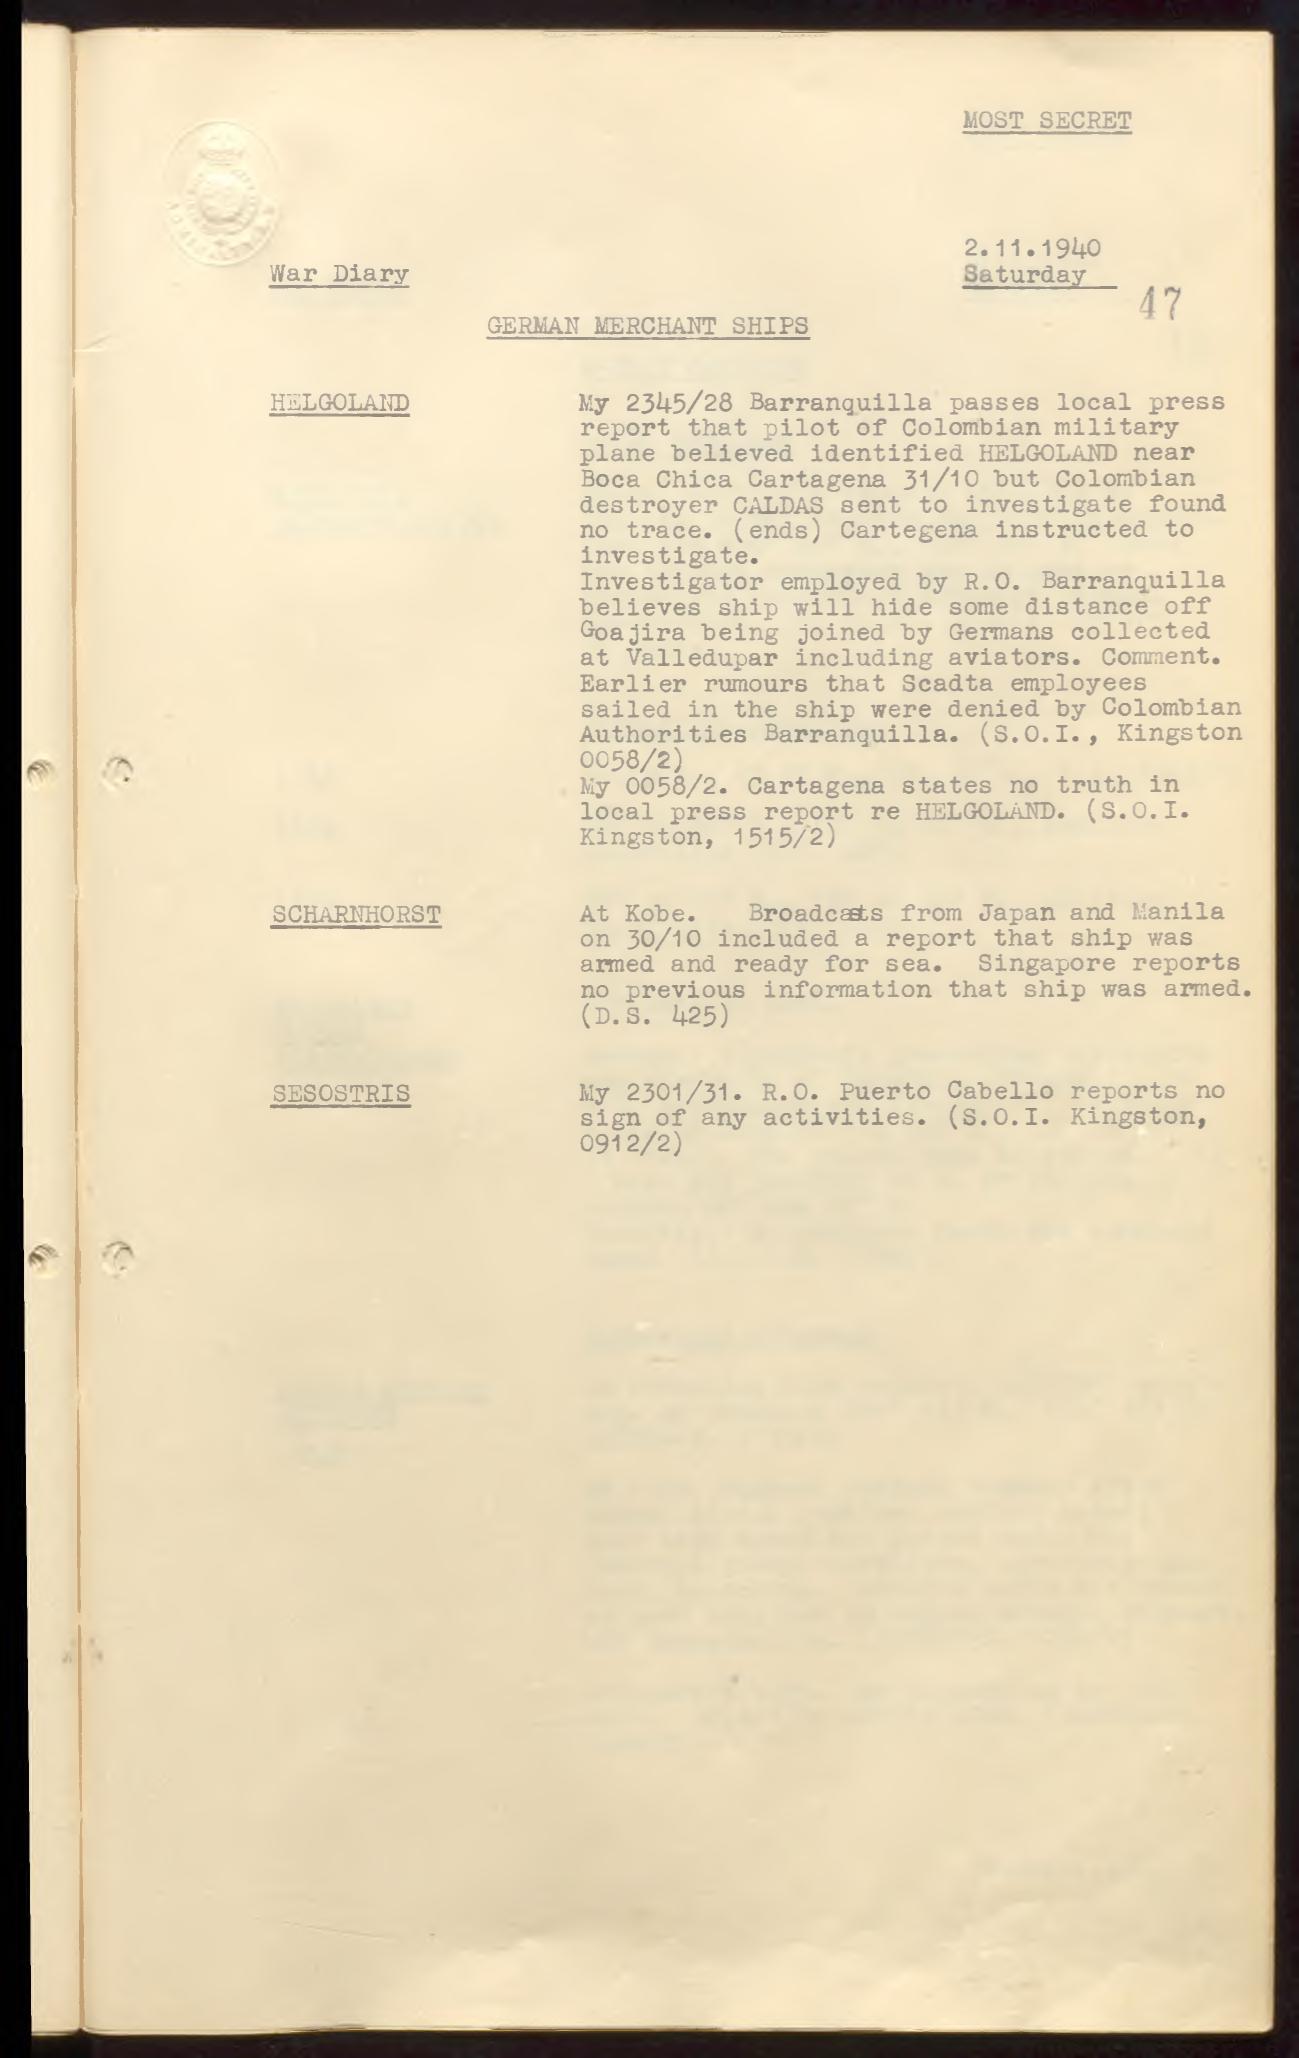 MOST SECRET
2.11.1940
War Diary
Saturday
47
GERMAN MERCHANT SHIPS
HELGOLAND
My 2345/28 Barranquilla passes local press
report that pilot of Colombian military
plane believed identified HELGOLAND near
Boca Chica Cartagena 31/10 but Colombian
destroyer CALDAS sent to investigate found
no trace. (ends) Cartegena instructed to
investigate.
Investigator employed by R.O. Barranquilla
believes ship will hide some distance off
Goajira being joined by Germans collected
at Valledupar including aviators. Comment.
Earlier rumours that Scadta employees
sailed in the ship were denied by Colombian
Authorities Barranquilla. (S.O.I., Kingston
0058/2)
My 0058/2. Cartagena states no truth in
local press report re HELGOLAND. (S.O.I.
Kingston, 1515/2)
SCHARNHORST
At Kobe. Broadcasts from Japan and Manila
on 30/10 included a report that ship was
armed and ready for sea. Singapore reports
no previous information that ship was armed.
(D.S. 425)
SESOSTRIS
My 2301/31. R.O. Puerto Cabello reports no
sign of any activities. (S.O.I. Kingston,
0912/2)